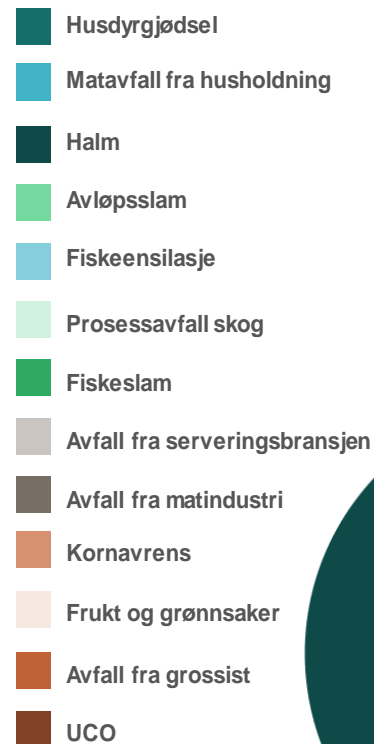 Husdyrgjødsel
Matavfall fra husholdning
Halm
Avløpsslam
Fiskeensilasje
Prosessavfall skog
Fiskeslam
Avfall fra serveringsbransjen
Avfall fra matindustri
Kornavrens
Frukt og grønnsaker
Avfall fra grossist
UCO